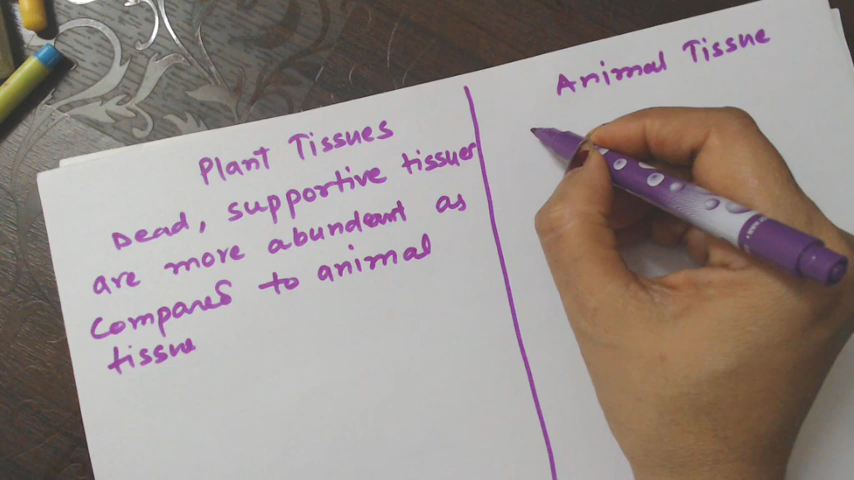 Plant Tissues
Dead, supportive tissues
are more abundant as
compared to animal
tissue
Animal Tissue